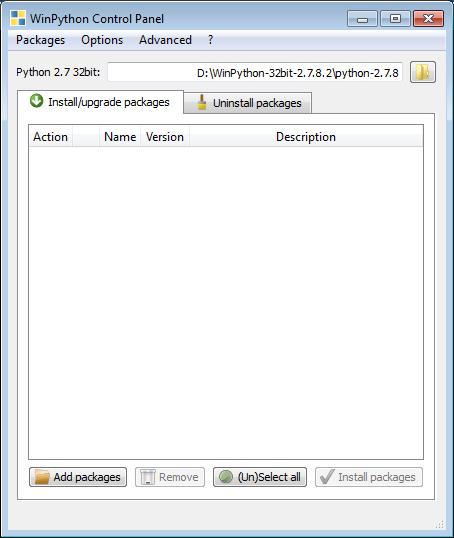 WinPython Control Panel
Packages Options Advanced ?
Python 2.7 32bit: D:\WinPython-32bit-2.7.8.2\python-2.7.8
Install/upgrade packages Uninstall packages
Action Name Version Description
Add packages Remove (Un)Select all Install packages